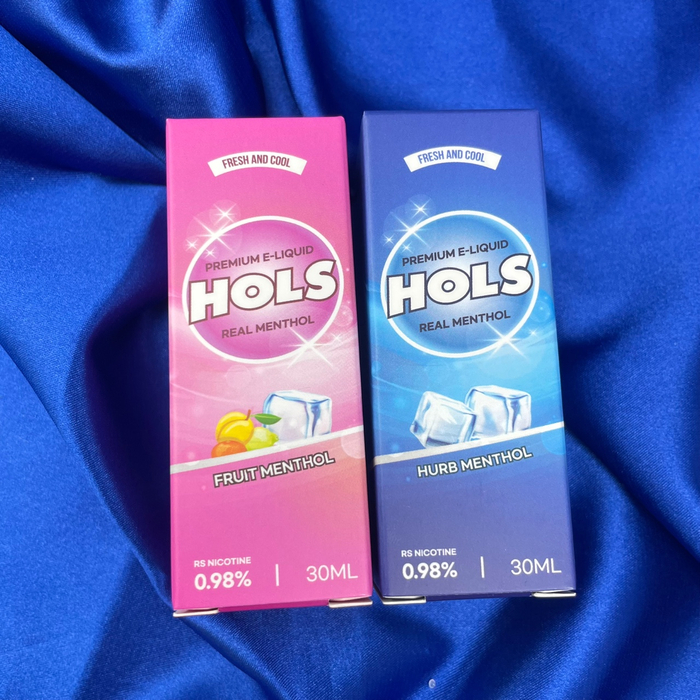 FRESH AND COOL
PREMIUM E-LIQUID
HOLS
REAL MENTHOL
FRUIT MENTHOL
RS NICOTINE
0.98% | 30ML
FRESH AND COOL
PREMIUM E-LIQUID
HOLS
REAL MENTHOL
HURB MENTHOL
RS NICOTINE
0.98% | 30ML